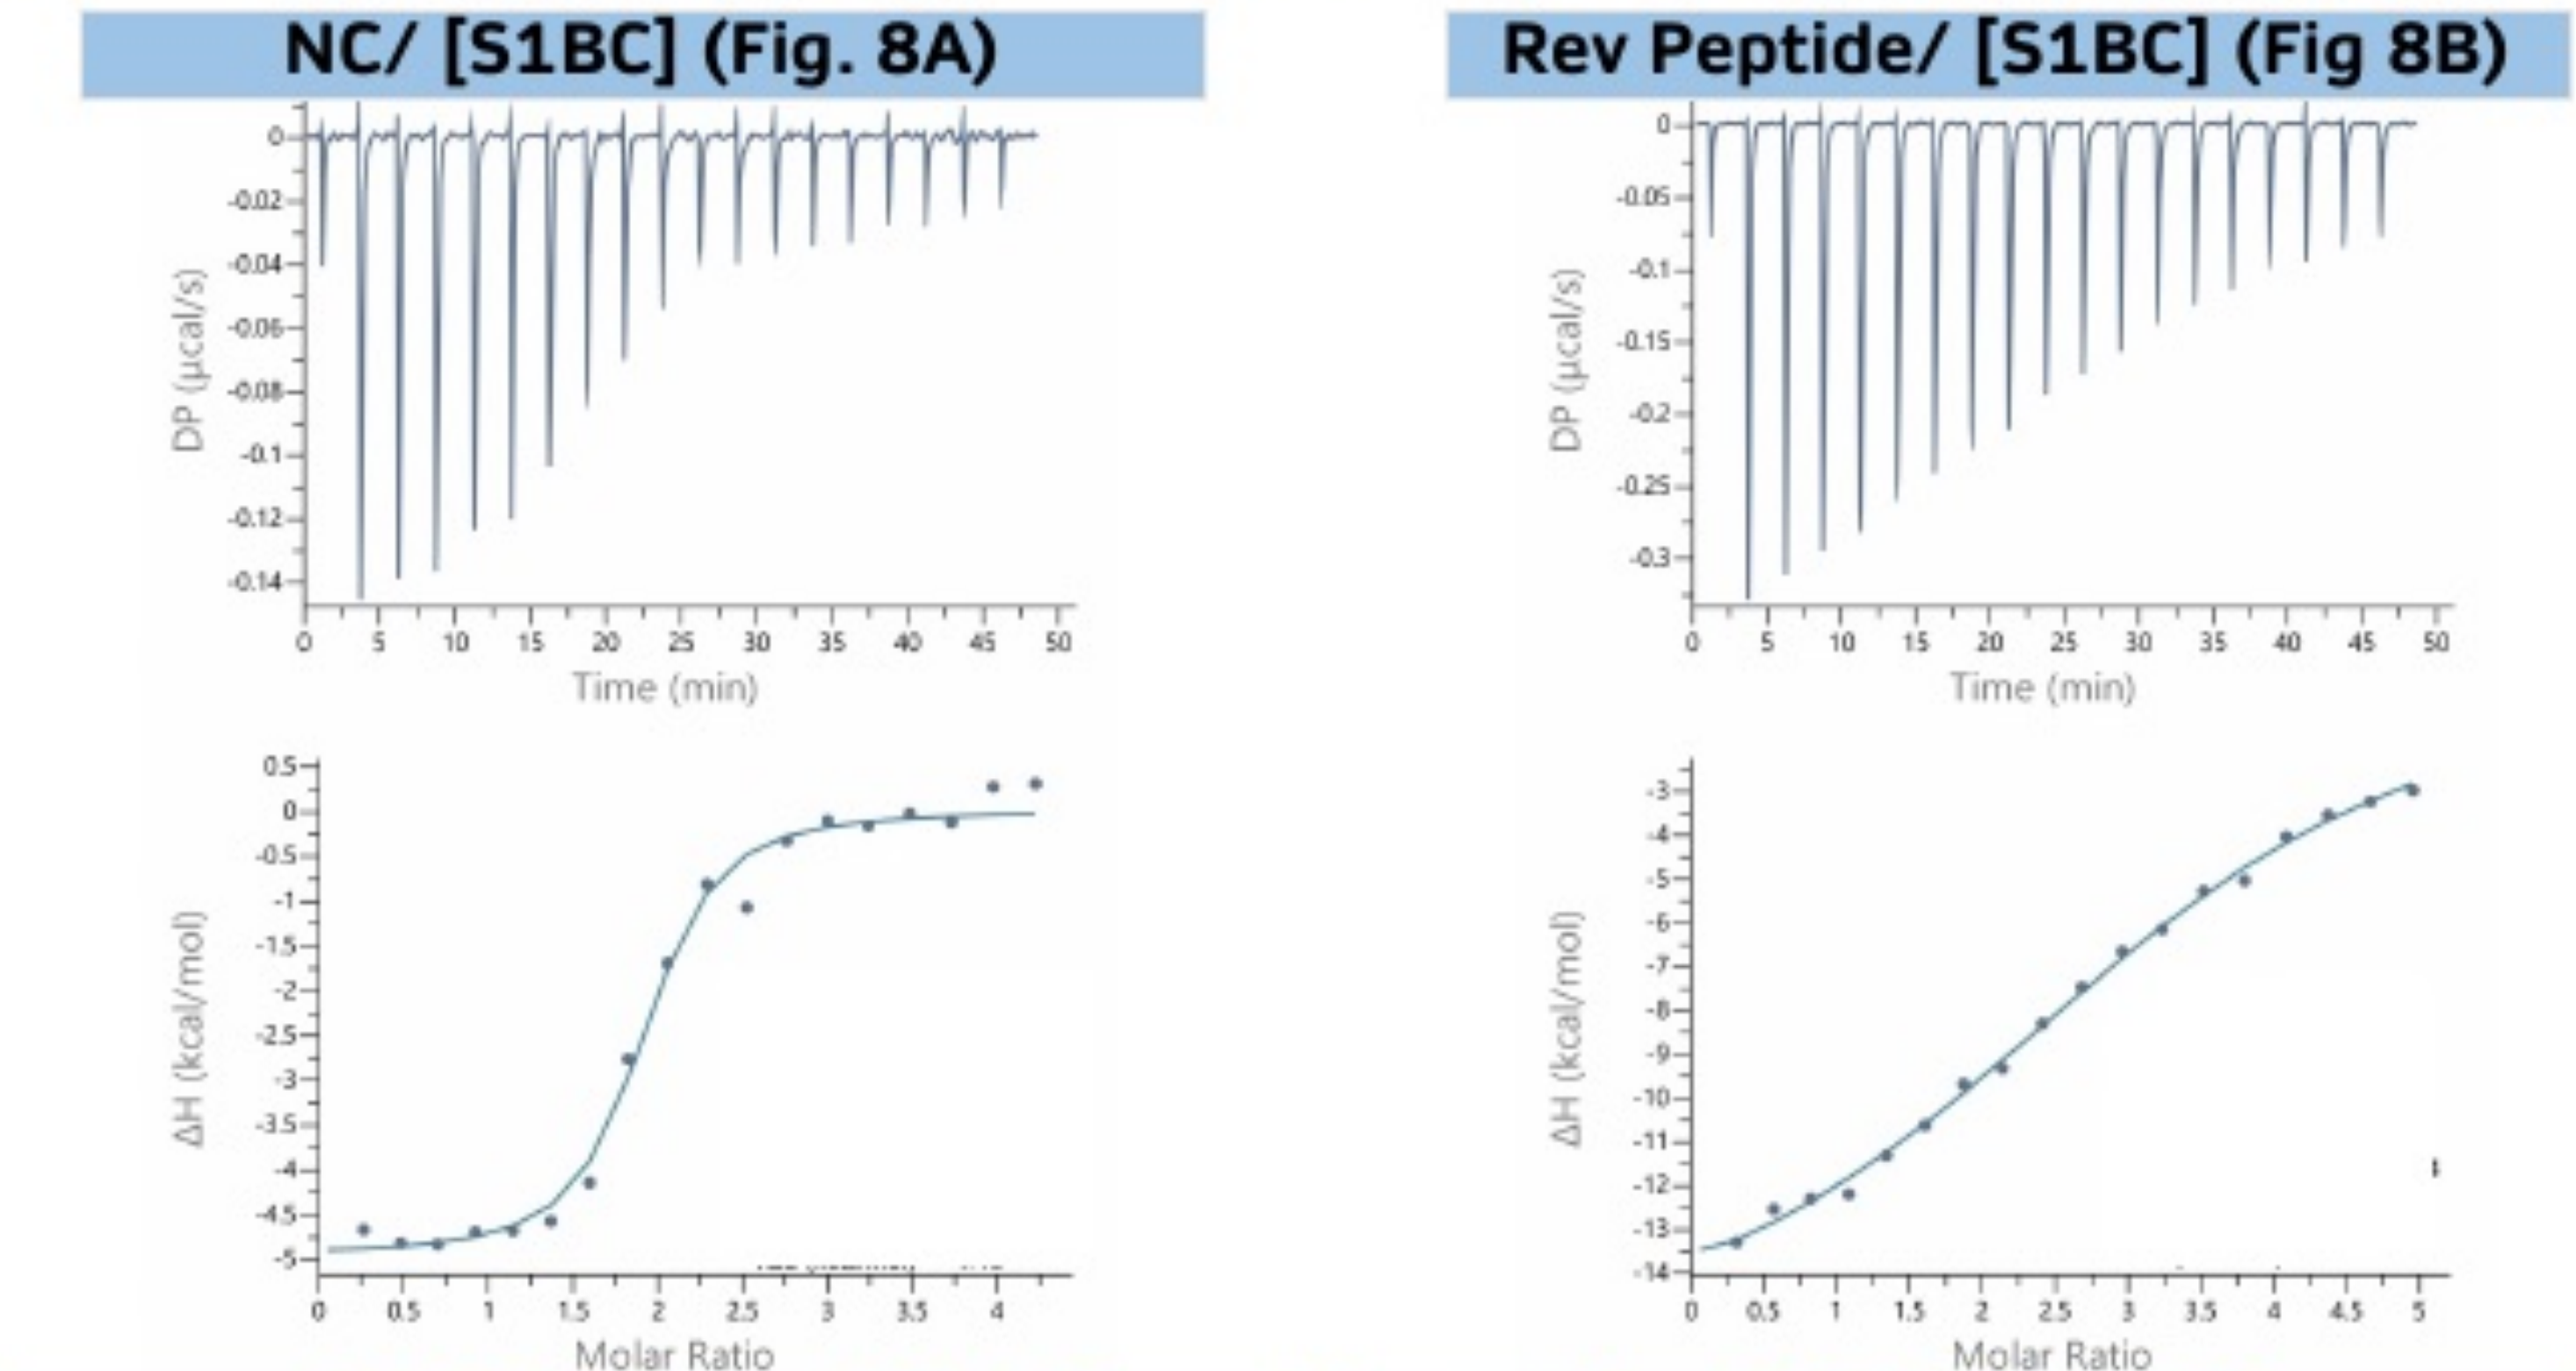 NC/ [S1BC] (Fig. 8A)
0
-0.02
-0.04
-0.06
-0.08
-0.1
-0.12
-0.14
DP (μcal/s)
0 5 10 15 20 25 30 35 40 45 50
Time (min)
0.5
0
-0.5
-1
-1.5
-2
-2.5
-3
-3.5
-4
-4.5
-5
ΔH (kcal/mol)
0 0.5 1 1.5 2 2.5 3 3.5 4
Molar Ratio
Rev Peptide/ [S1BC] (Fig 8B)
0
-0.05
-0.1
-0.15
-0.2
-0.25
-0.3
DP (μcal/s)
0 5 10 15 20 25 30 35 40 45 50
Time (min)
-3
-4
-5
-6
-7
-8
-9
-10
-11
-12
-13
-14
ΔH (kcal/mol)
0 0.5 1 1.5 2 2.5 3 3.5 4 4.5 5
Molar Ratio